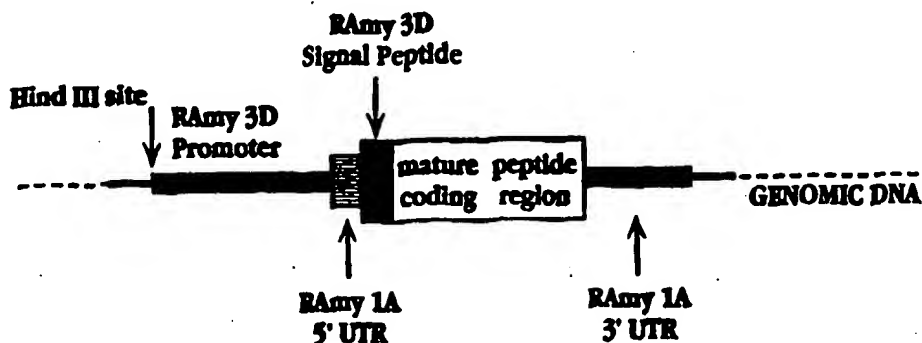 RAmy 3D
Signal Peptide
Hind III site
RAmy 3D
Promoter
mature peptide
coding region
GENOMIC DNA
RAmy 1A
5' UTR
RAmy 1A
3' UTR